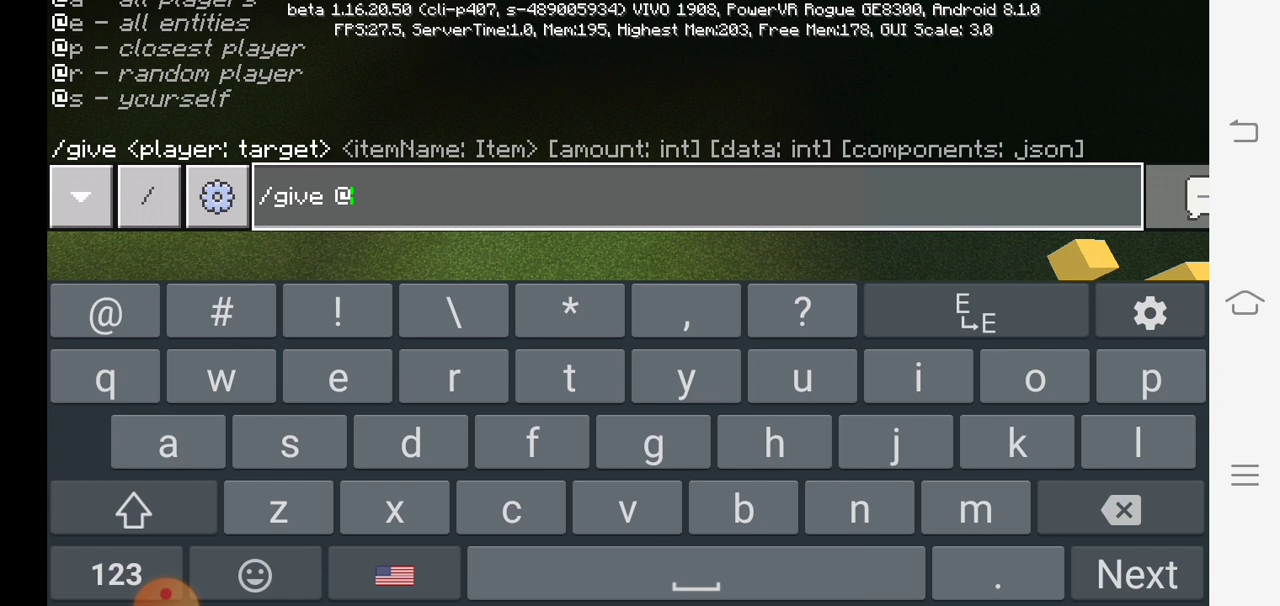 @a - all players
@e - all entities
@p - closest player
@r - random player
@s - yourself
beta 1.16.20.50 (cli-p407, s-489005934) VIVO 1908, PowerVR Rogue GE8300, Android 8.1.0
FPS:27.5, ServerTime:1.0, Mem:195, Highest Mem:203, Free Mem:178, GUI Scale: 3.0
/give <player: target> <itemName: Item> [amount: int] [data: int] [components: json]
/
/give @
@ # ! \ * , ? E E
q w e r t y u i o p
a s d f g h j k l
z x c v b n m
123 . Next